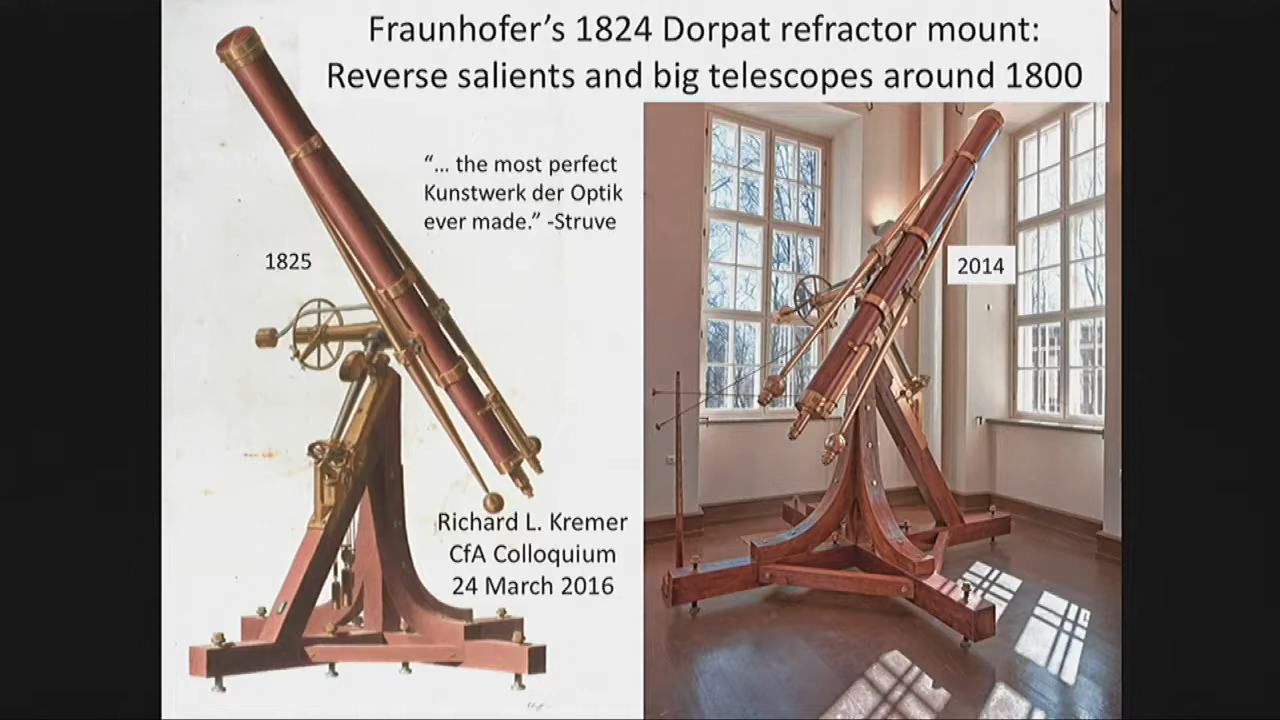 Fraunhofer’s 1824 Dorpat refractor mount:
Reverse salients and big telescopes around 1800
“... the most perfect
Kunstwerk der Optik
ever made.” -Struve
1825
2014
Richard L. Kremer
CfA Colloquium
24 March 2016